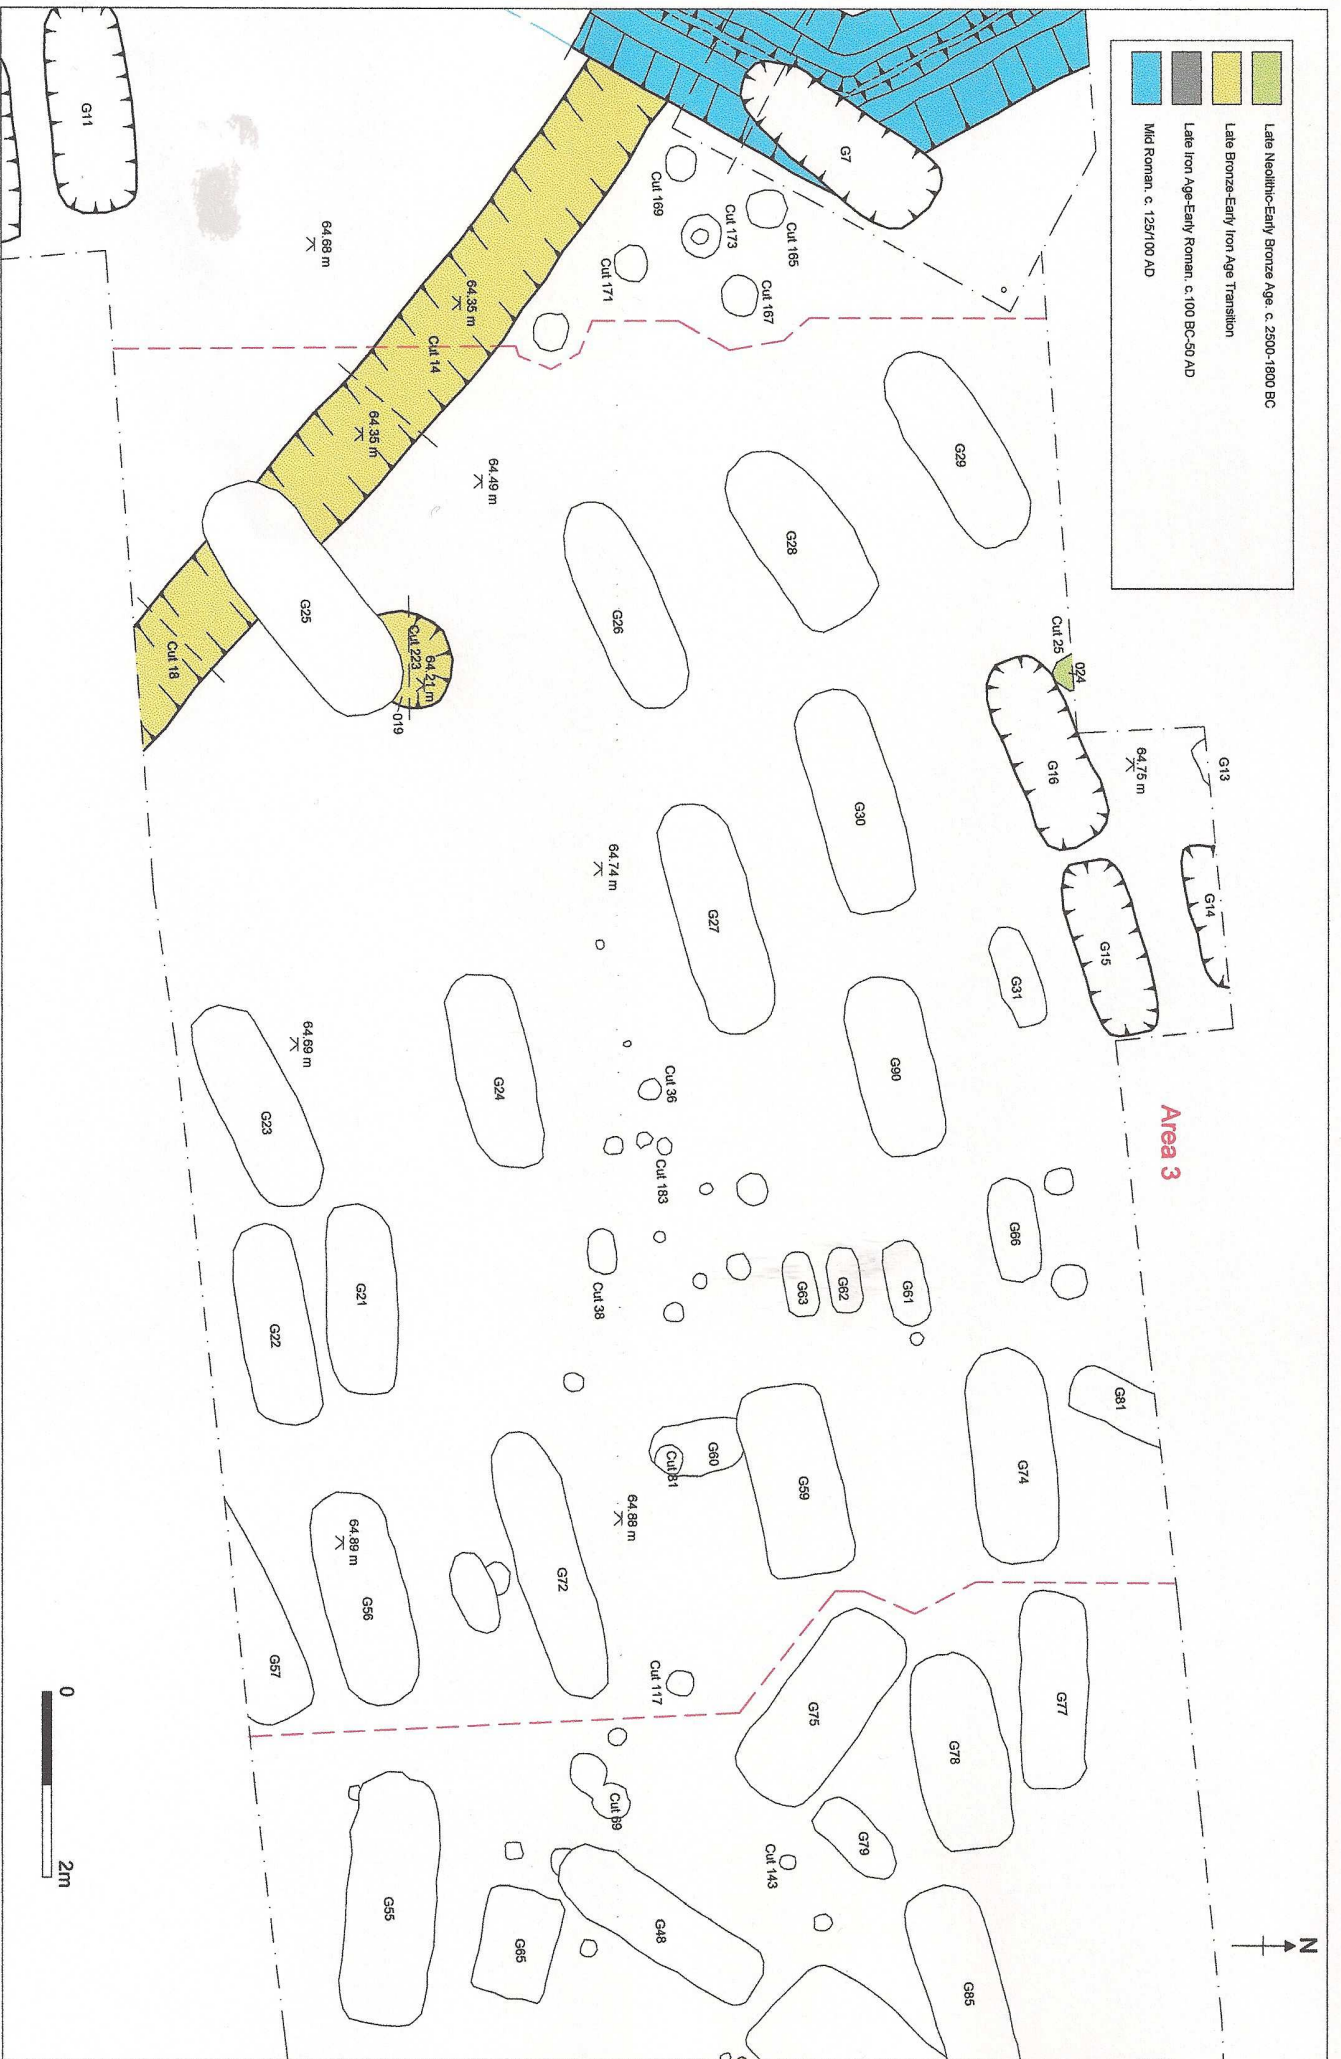 Late Neolithic-Early Bronze Age. c. 2500-1800 BC
Late Bronze-Early Iron Age Transition
Late Iron Age-Early Roman. c.100 BC-50 AD
Mid Roman. c. 125/100 AD
G11
G7
64.68 m
Cut 169
Cut 173
Cut 165
Cut 171
Cut 167
64.35 m
Cut 14
64.35 m
64.49 m
G29
G28
G26
G25
Cut 18
Cut 223
64.21 m
019
Cut 25
024
G16
64.75 m
G13
G14
G15
G30
G27
64.74 m
G31
G90
Area 3
64.69 m
G24
G23
Cut 36
Cut 183
Cut 38
G66
G63
G62
G61
G21
G22
G81
G74
G59
G60
Cut 81
64.88 m
G72
64.89 m
G56
G57
Cut 117
G75
G77
G78
G79
Cut 69
Cut 143
G55
G65
G48
G85
0
2m
N